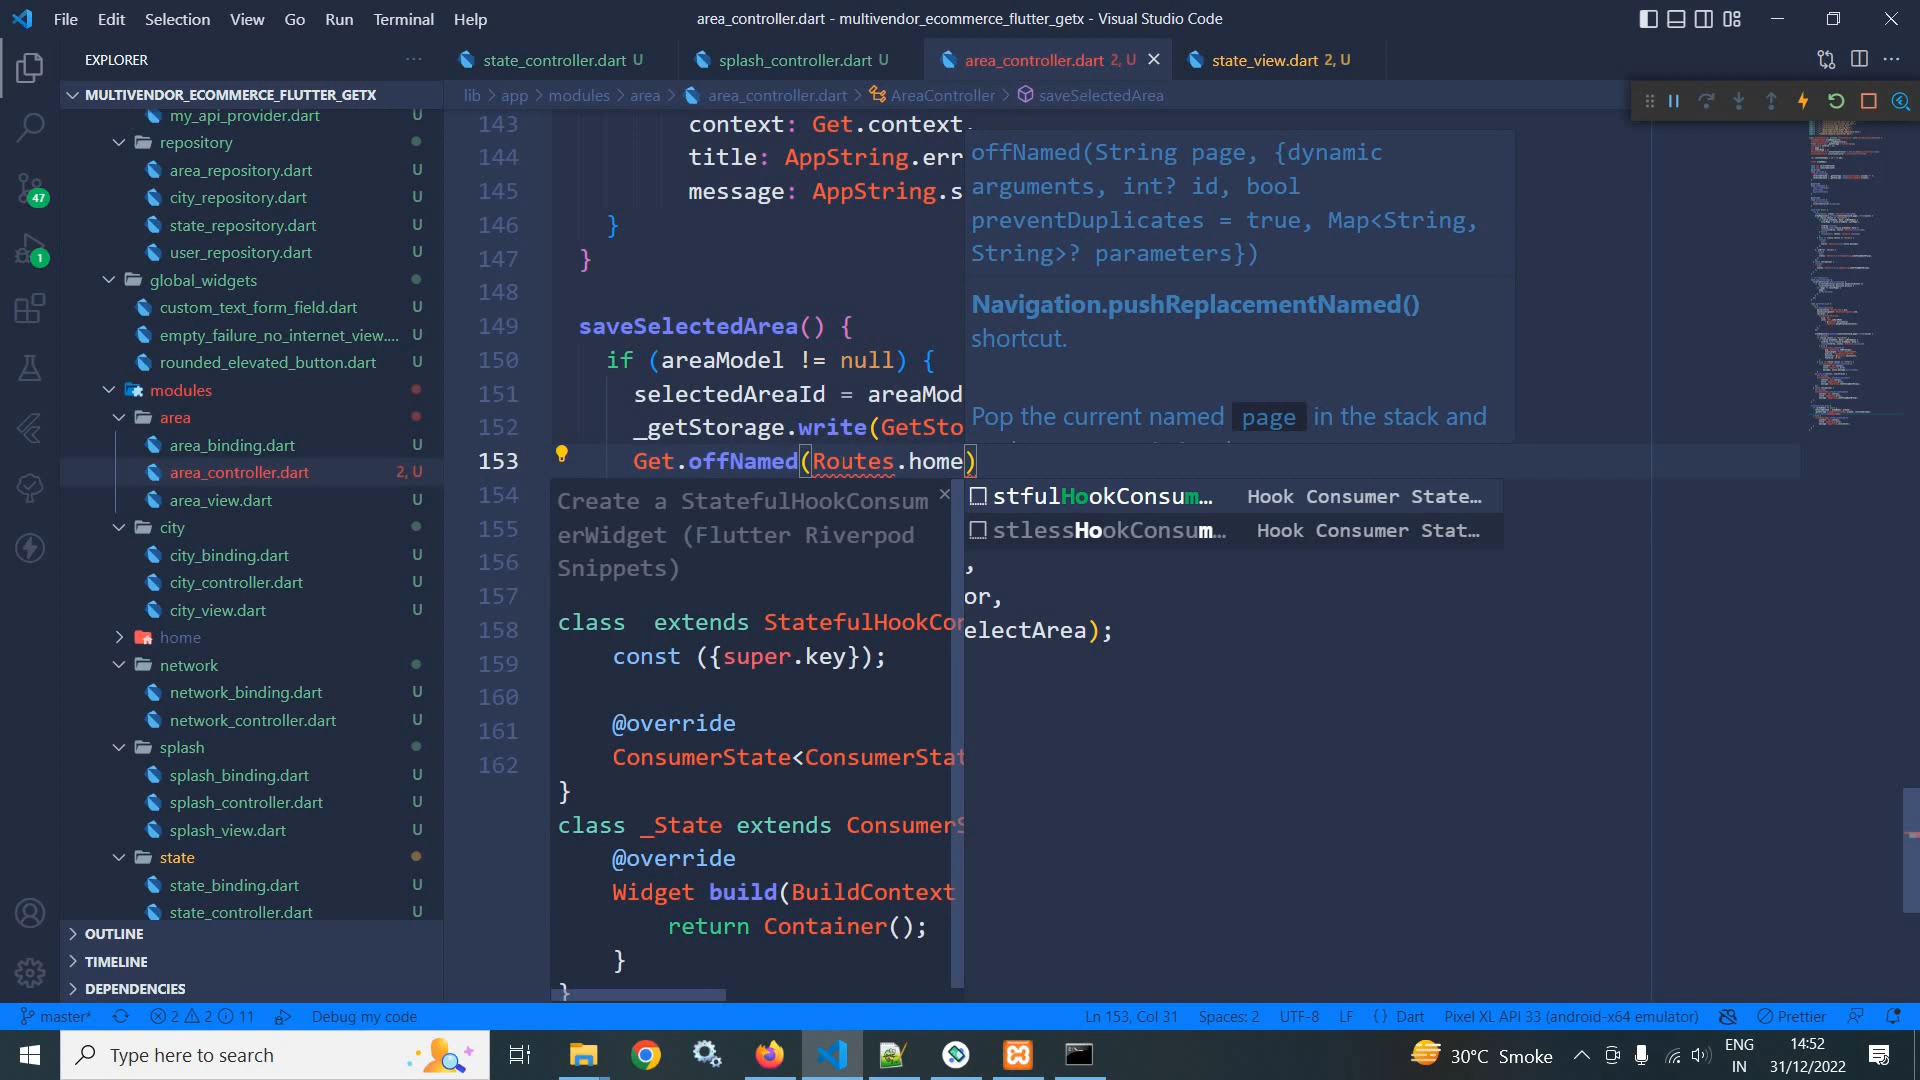 File Edit Selection View Go Run Terminal Help
area_controller.dart - multivendor_ecommerce_flutter_getx - Visual Studio Code
EXPLORER
MULTIVENDOR_ECOMMERCE_FLUTTER_GETX
my_api_provider.dart U
repository
area_repository.dart U
city_repository.dart U
state_repository.dart U
user_repository.dart U
global_widgets
custom_text_form_field.dart U
empty_failure_no_internet_view.... U
rounded_elevated_button.dart U
modules
area
area_binding.dart U
area_controller.dart 2, U
area_view.dart U
city
city_binding.dart U
city_controller.dart U
city_view.dart U
home
network
network_binding.dart U
network_controller.dart U
splash
splash_binding.dart U
splash_controller.dart U
splash_view.dart U
state
state_binding.dart U
state_controller.dart U
OUTLINE
TIMELINE
DEPENDENCIES
47
1
state_controller.dart U
splash_controller.dart U
area_controller.dart 2, U
state_view.dart 2, U
lib > app > modules > area > area_controller.dart > AreaController > saveSelectedArea
143 context: Get.context
144 title: AppString.err
145 message: AppString.s
146 }
147 }
148
149 saveSelectedArea() {
150 if (areaModel != null) {
151 selectedAreaId = areaMod
152 _getStorage.write(GetSto
153 Get.offNamed(Routes.home)
154
155
156 ,
157 or,
158 electArea);
159
160
161
162
offNamed(String page, {dynamic
arguments, int? id, bool
preventDuplicates = true, Map<String,
String>? parameters})
Navigation.pushReplacementNamed()
shortcut.
Pop the current named page in the stack and
stfulHookConsum… Hook Consumer State…
stlessHookConsum… Hook Consumer Stat…
Create a StatefulHookConsum
erWidget (Flutter Riverpod
Snippets)
class extends StatefulHookCon
const ({super.key});
@override
ConsumerState<ConsumerStat
}
class _State extends ConsumerS
@override
Widget build(BuildContext
return Container();
}
}
master* 2 2 11 Debug my code
Ln 153, Col 31 Spaces: 2 UTF-8 LF {} Dart Pixel XL API 33 (android-x64 emulator) Prettier
Type here to search
30°C Smoke
ENG
IN
14:52
31/12/2022